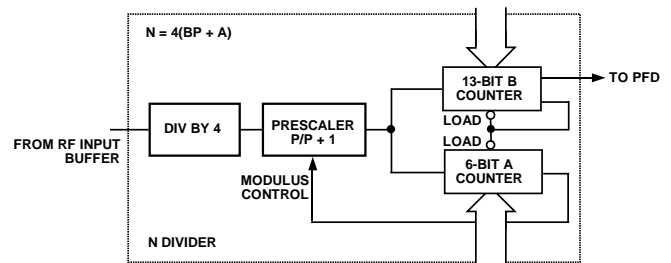 N = 4(BP + A)
13-BIT B
COUNTER
TO PFD
LOAD
DIV BY 4
PRESCALER
P/P + 1
FROM RF INPUT
BUFFER
LOAD
MODULUS
CONTROL
6-BIT A
COUNTER
N DIVIDER